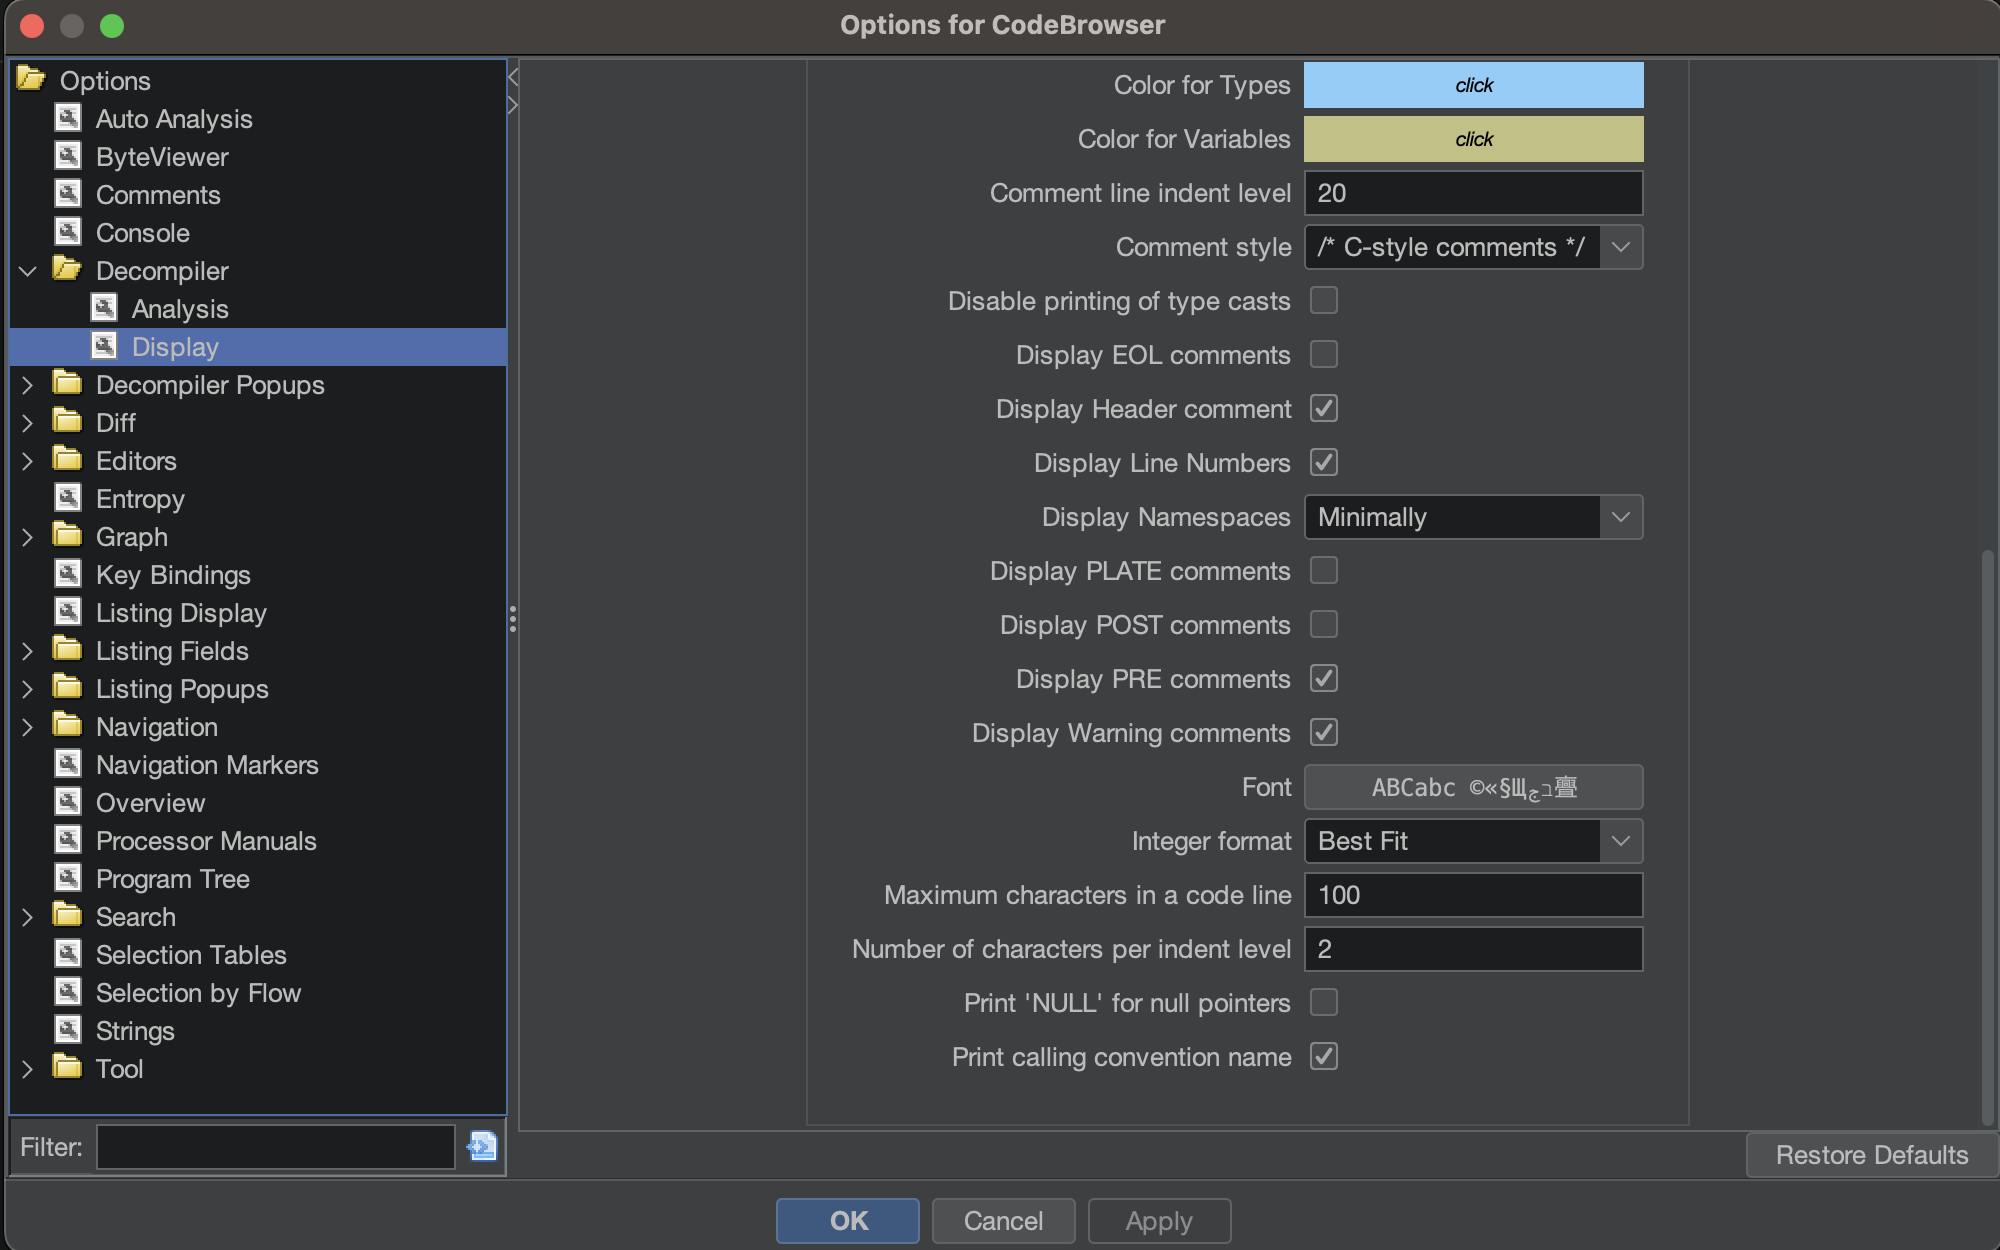 Options for CodeBrowser
Options
Auto Analysis
ByteViewer
Comments
Console
Decompiler
Analysis
Display
Decompiler Popups
Diff
Editors
Entropy
Graph
Key Bindings
Listing Display
Listing Fields
Listing Popups
Navigation
Navigation Markers
Overview
Processor Manuals
Program Tree
Search
Selection Tables
Selection by Flow
Strings
Tool
Filter:
Color for Types click
Color for Variables click
Comment line indent level 20
Comment style /* C-style comments */
Disable printing of type casts
Display EOL comments
Display Header comment
Display Line Numbers
Display Namespaces Minimally
Display PLATE comments
Display POST comments
Display PRE comments
Display Warning comments
Font ABCabc ©«§Щ
Integer format Best Fit
Maximum characters in a code line 100
Number of characters per indent level 2
Print 'NULL' for null pointers
Print calling convention name
Restore Defaults
OK Cancel Apply